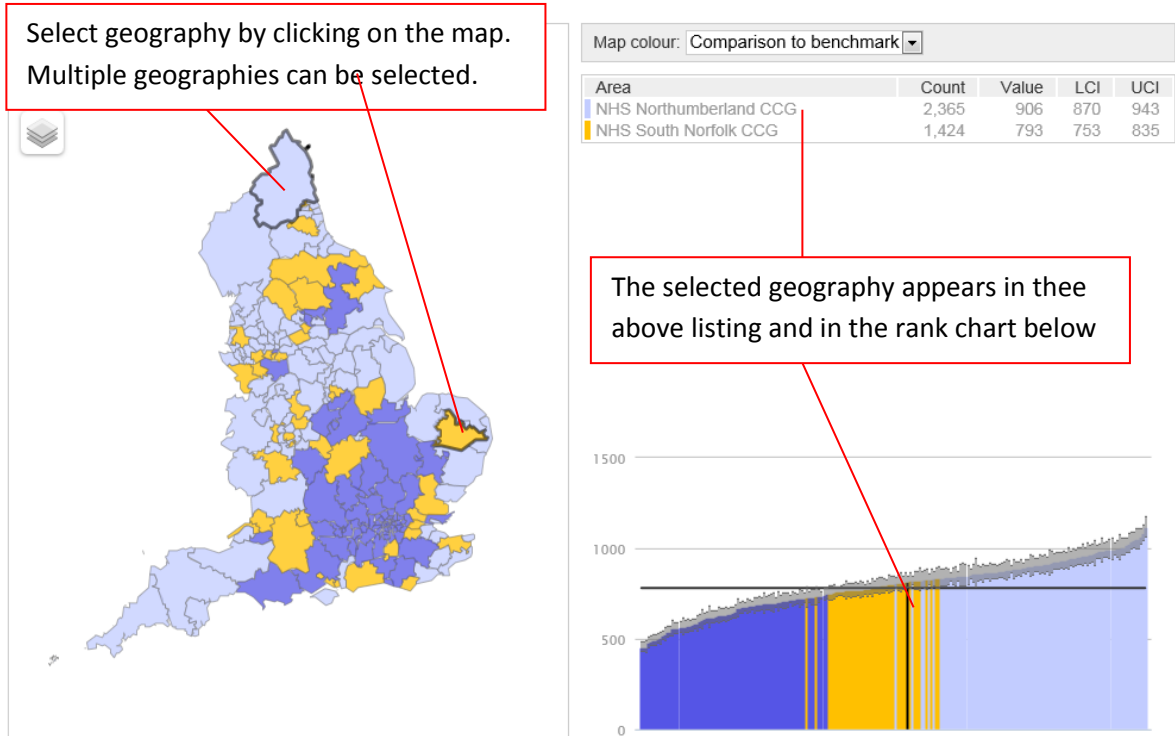 Select geography by clicking on the map.
Multiple geographies can be selected.
Map colour: Comparison to benchmark
Area Count Value LCI UCI
NHS Northumberland CCG 2,365 906 870 943
NHS South Norfolk CCG 1,424 793 753 835
The selected geography appears in thee
above listing and in the rank chart below
1500
1000
500
0